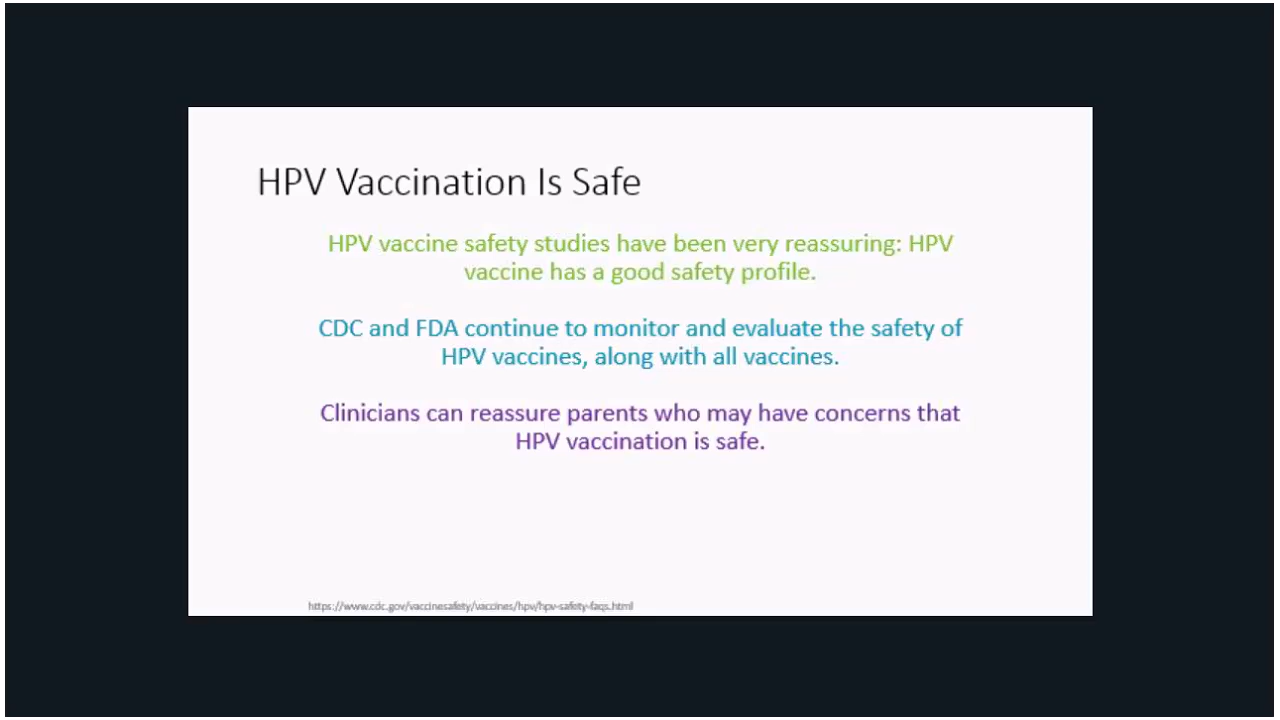 HPV Vaccination Is Safe
HPV vaccine safety studies have been very reassuring: HPV
vaccine has a good safety profile.
CDC and FDA continue to monitor and evaluate the safety of
HPV vaccines, along with all vaccines.
Clinicians can reassure parents who may have concerns that
HPV vaccination is safe.
https://www.cdc.gov/vaccinesafety/vaccines/hpv/hpv-safety-faqs.html